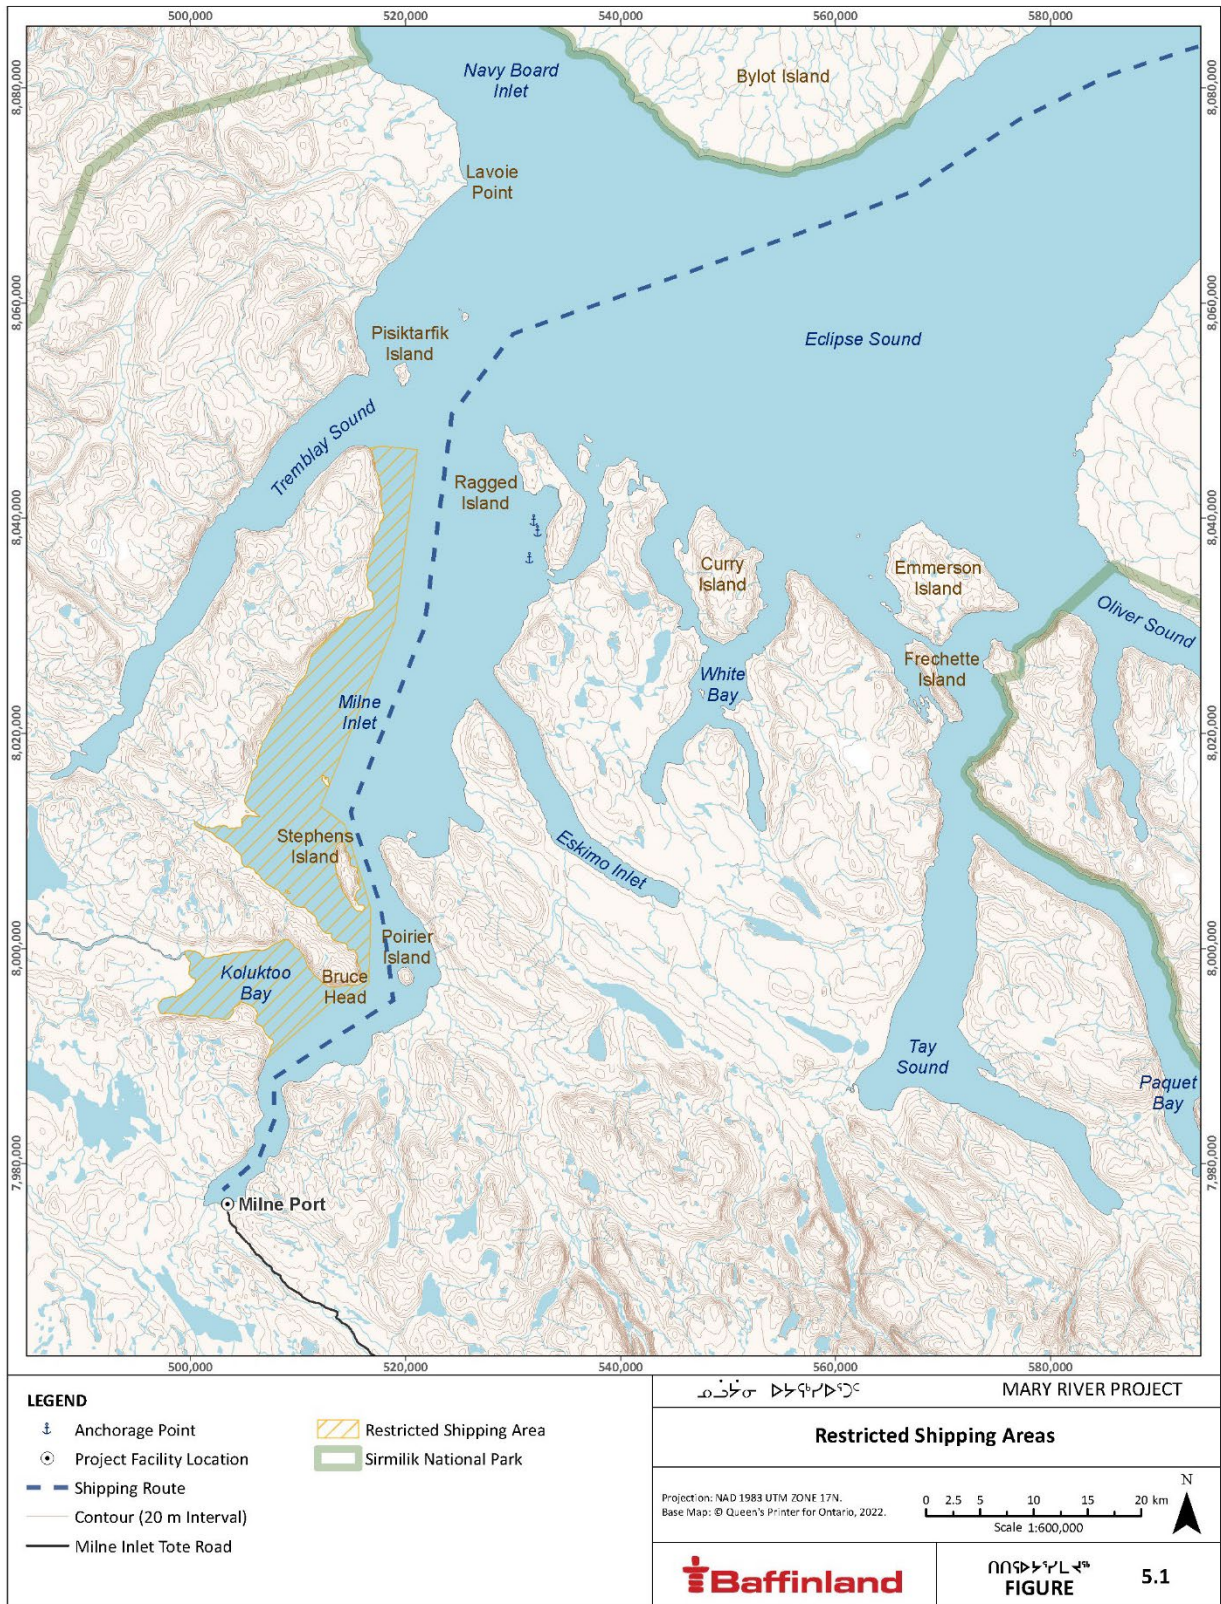 500,000 520,000 540,000 560,000 580,000
8,080,000
8,080,000
Navy Board
Inlet
Bylot Island
Lavoie
Point
8,060,000
8,060,000
Pisiktarfik
Island
Eclipse Sound
Tremblay Sound
Ragged
Island
8,040,000
8,040,000
Curry
Island
Emmerson
Island
Oliver Sound
Frechette
Island
White
Bay
Milne
Inlet
8,020,000
8,020,000
Stephens
Island
Eskimo Inlet
8,000,000
8,000,000
Poirier
Island
Koluktoo
Bay
Bruce
Head
Tay
Sound
Paquet
Bay
7,980,000
7,980,000
Milne Port
500,000 520,000 540,000 560,000 580,000
LEGEND
Anchorage Point
Project Facility Location
Shipping Route
Contour (20 m Interval)
Milne Inlet Tote Road
Restricted Shipping Area
Sirmilik National Park
MARY RIVER PROJECT
Restricted Shipping Areas
Projection: NAD 1983 UTM ZONE 17N.
Base Map: © Queen's Printer for Ontario, 2022.
0 2.5 5 10 15 20 km
Scale 1:600,000
N
Baffinland
ᑎᑎᕋᐅᔭᕐᓯᒪᔪᖅ
FIGURE 5.1